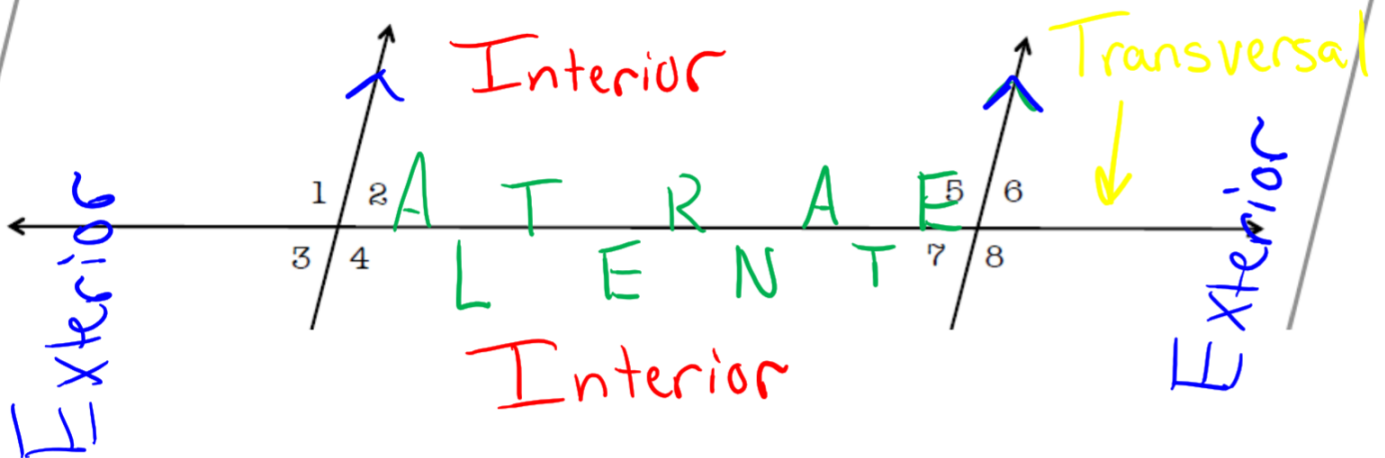 Interior
Transversal
1 2 A T R A E 5 6
3 4 L E N T 7 8
Interior
Exterior
Exterior